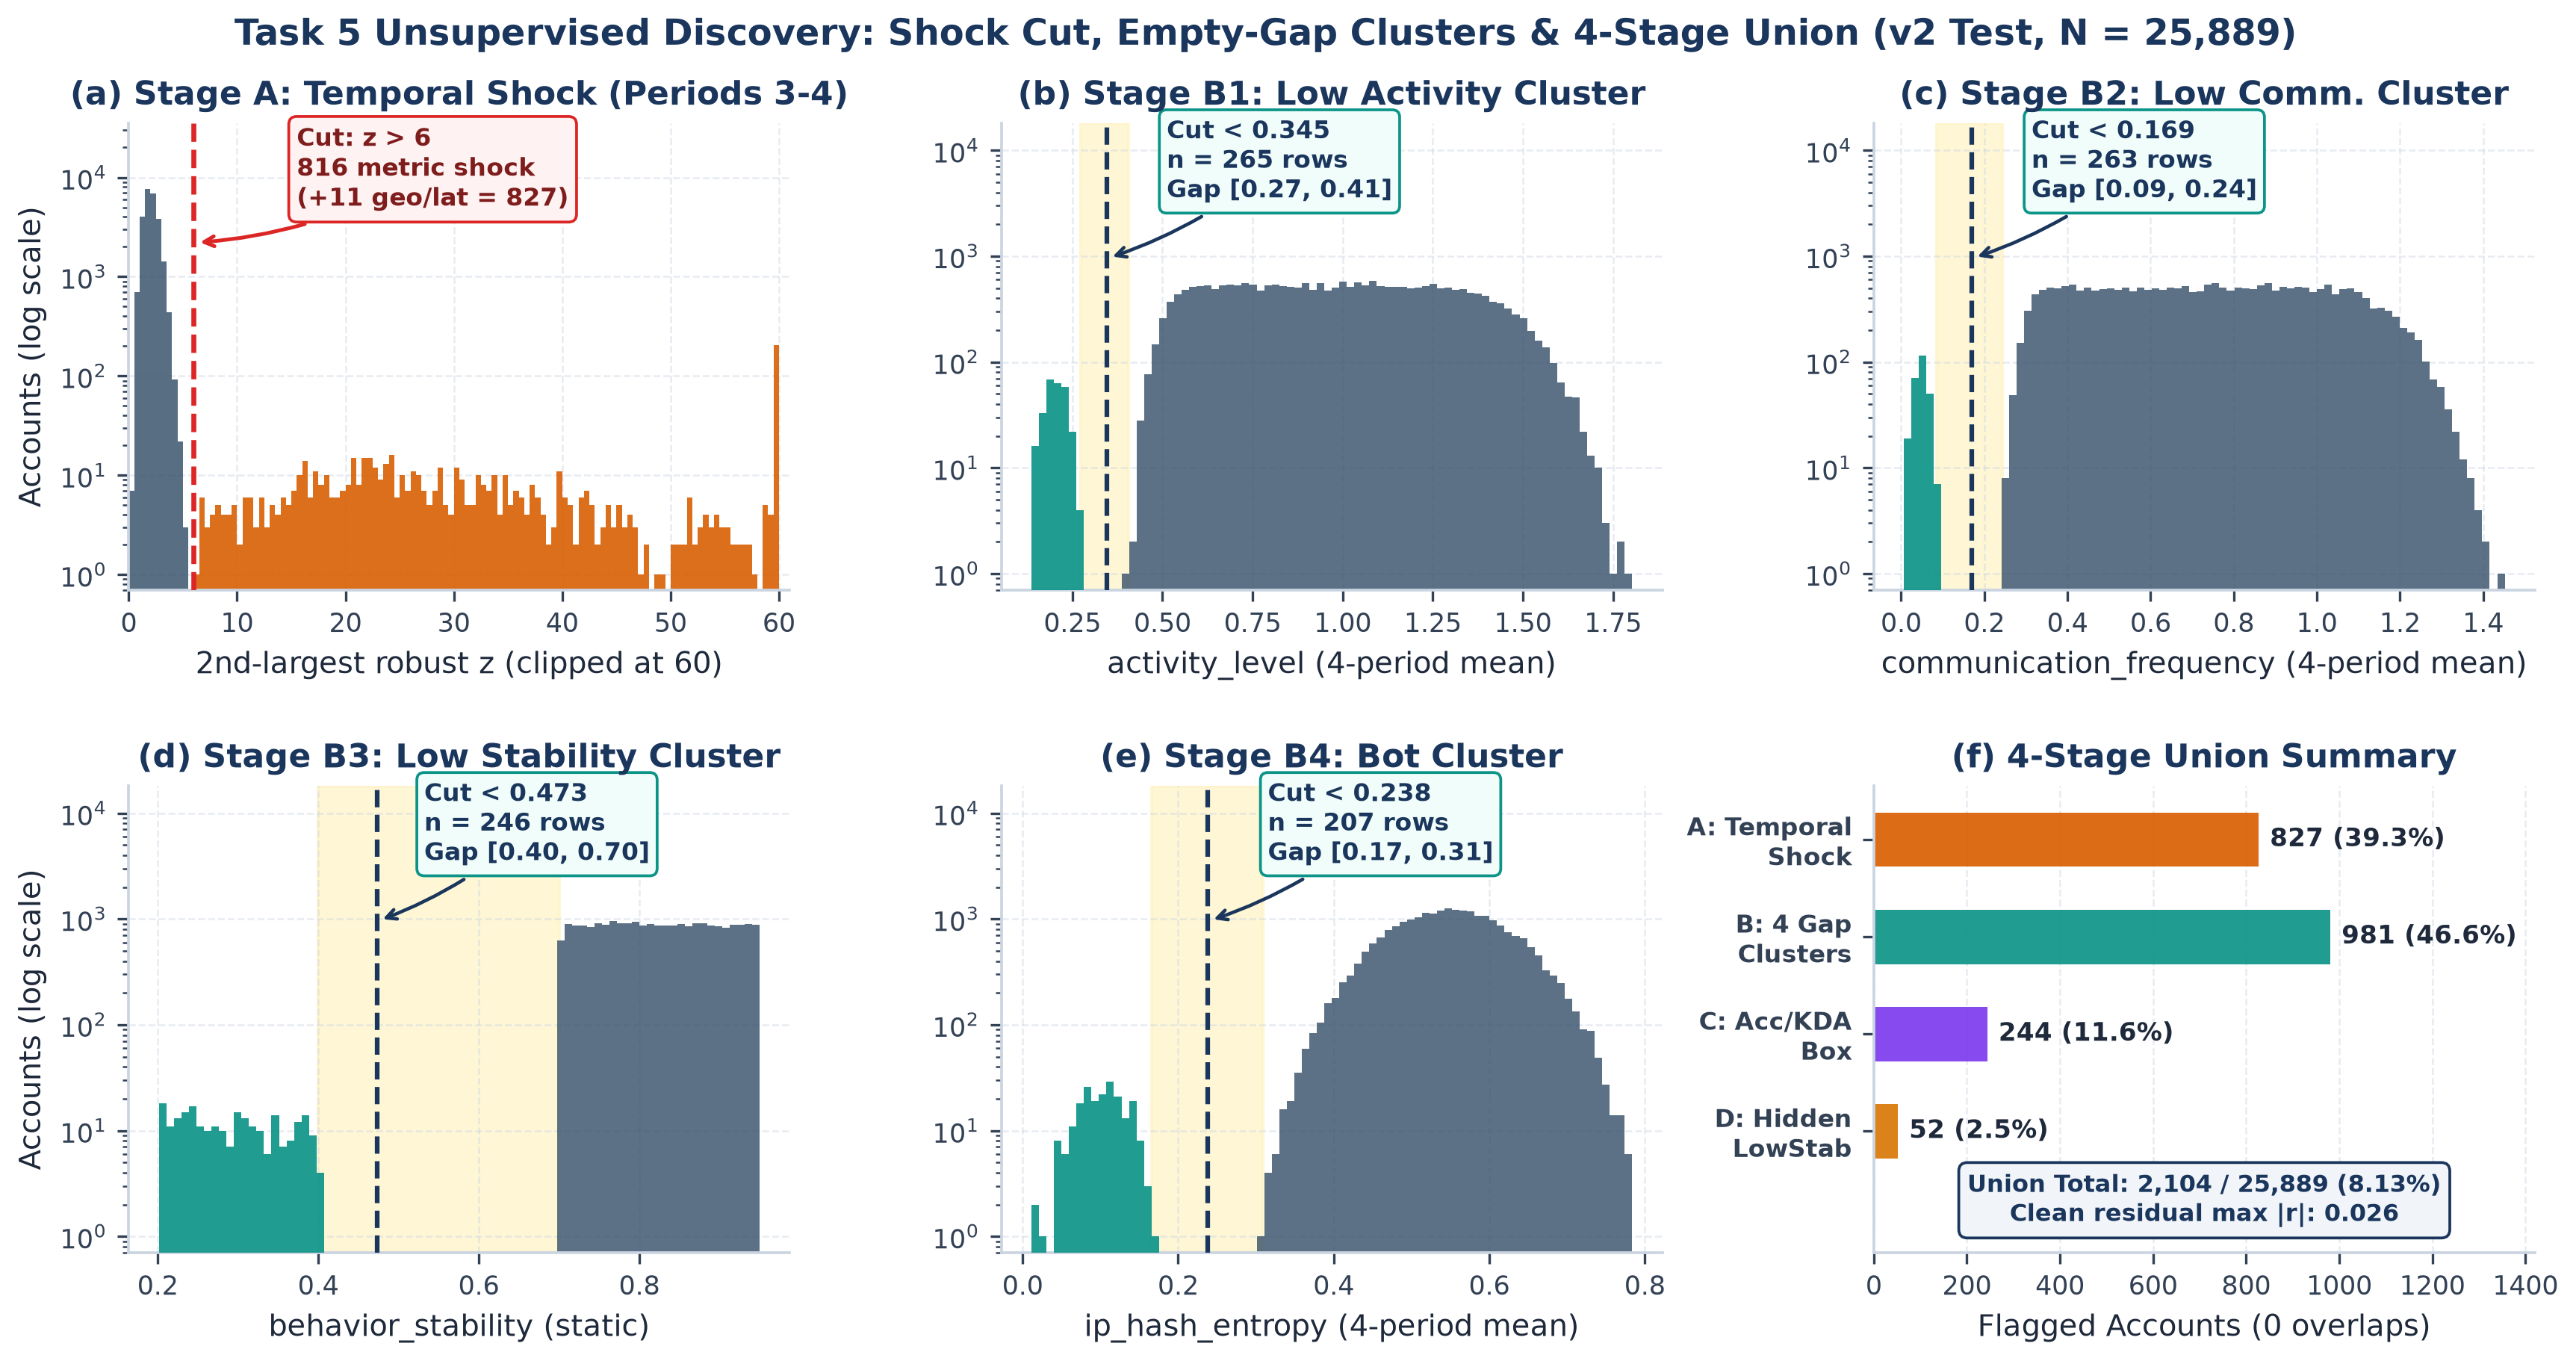 Task 5 Unsupervised Discovery: Shock Cut, Empty-Gap Clusters & 4-Stage Union (v2 Test, N = 25,889)
(a) Stage A: Temporal Shock (Periods 3-4)
Cut: z > 6
816 metric shock
(+11 geo/lat = 827)
Accounts (log scale)
10⁴
10³
10²
10¹
10⁰
0 10 20 30 40 50 60
2nd-largest robust z (clipped at 60)
(b) Stage B1: Low Activity Cluster
Cut < 0.345
n = 265 rows
Gap [0.27, 0.41]
10⁴
10³
10²
10¹
10⁰
0.25 0.50 0.75 1.00 1.25 1.50 1.75
activity_level (4-period mean)
(c) Stage B2: Low Comm. Cluster
Cut < 0.169
n = 263 rows
Gap [0.09, 0.24]
10⁴
10³
10²
10¹
10⁰
0.0 0.2 0.4 0.6 0.8 1.0 1.2 1.4
communication_frequency (4-period mean)
(d) Stage B3: Low Stability Cluster
Cut < 0.473
n = 246 rows
Gap [0.40, 0.70]
Accounts (log scale)
10⁴
10³
10²
10¹
10⁰
0.2 0.4 0.6 0.8
behavior_stability (static)
(e) Stage B4: Bot Cluster
Cut < 0.238
n = 207 rows
Gap [0.17, 0.31]
10⁴
10³
10²
10¹
10⁰
0.0 0.2 0.4 0.6 0.8
ip_hash_entropy (4-period mean)
(f) 4-Stage Union Summary
A: Temporal
Shock
827 (39.3%)
B: 4 Gap
Clusters
981 (46.6%)
C: Acc/KDA
Box
244 (11.6%)
D: Hidden
LowStab
52 (2.5%)
Union Total: 2,104 / 25,889 (8.13%)
Clean residual max |r|: 0.026
0 200 400 600 800 1000 1200 1400
Flagged Accounts (0 overlaps)